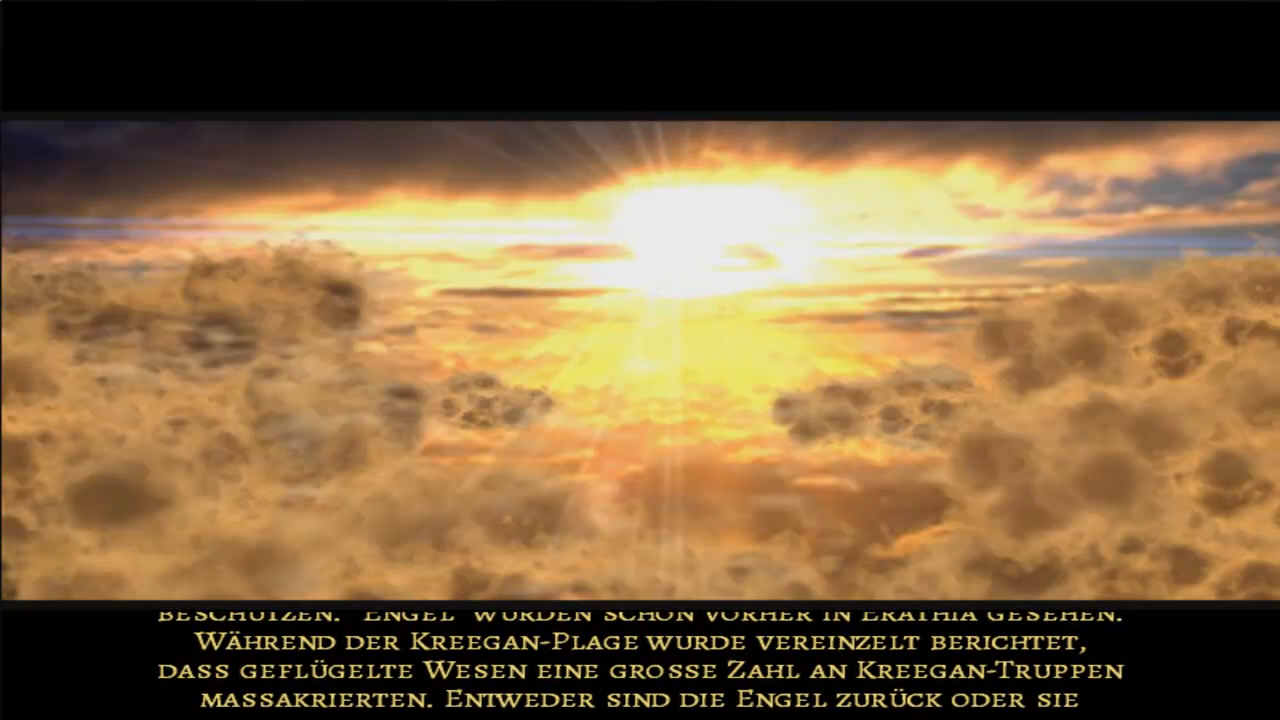 BESCHÜTZEN. "ENGEL" WURDEN SCHON VORHER IN ERATHIA GESEHEN.
WÄHREND DER KREEGAN-PLAGE WURDE VEREINZELT BERICHTET,
DASS GEFLÜGELTE WESEN EINE GROSSE ZAHL AN KREEGAN-TRUPPEN
MASSAKRIERTEN. ENTWEDER SIND DIE ENGEL ZURÜCK ODER SIE